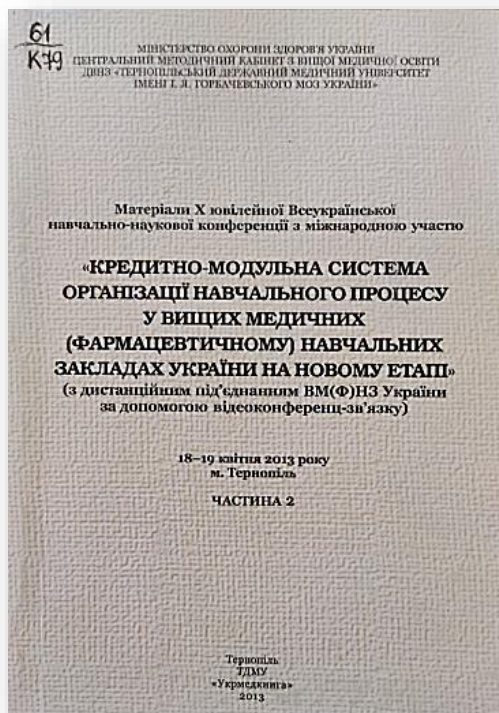 61
К79
МІНІСТЕРСТВО ОХОРОНИ ЗДОРОВ'Я УКРАЇНИ
ЦЕНТРАЛЬНИЙ МЕТОДИЧНИЙ КАБІНЕТ З ВИЩОЇ МЕДИЧНОЇ ОСВІТИ
ДВНЗ «ТЕРНОПІЛЬСЬКИЙ ДЕРЖАВНИЙ МЕДИЧНИЙ УНІВЕРСИТЕТ
ІМЕНІ І. Я. ГОРБАЧЕВСЬКОГО МОЗ УКРАЇНИ»
Матеріали X ювілейної Всеукраїнської
навчально-наукової конференції з міжнародною участю
«КРЕДИТНО-МОДУЛЬНА СИСТЕМА
ОРГАНІЗАЦІЇ НАВЧАЛЬНОГО ПРОЦЕСУ
У ВИЩИХ МЕДИЧНИХ
(ФАРМАЦЕВТИЧНОМУ) НАВЧАЛЬНИХ
ЗАКЛАДАХ УКРАЇНИ НА НОВОМУ ЕТАПІ»
(з дистанційним під'єднанням ВМ(Ф)НЗ України
за допомогою відеоконференц-зв'язку)
18–19 квітня 2013 року
м. Тернопіль
ЧАСТИНА 2
Тернопіль
ТДМУ
«Укрмедкнига»
2013